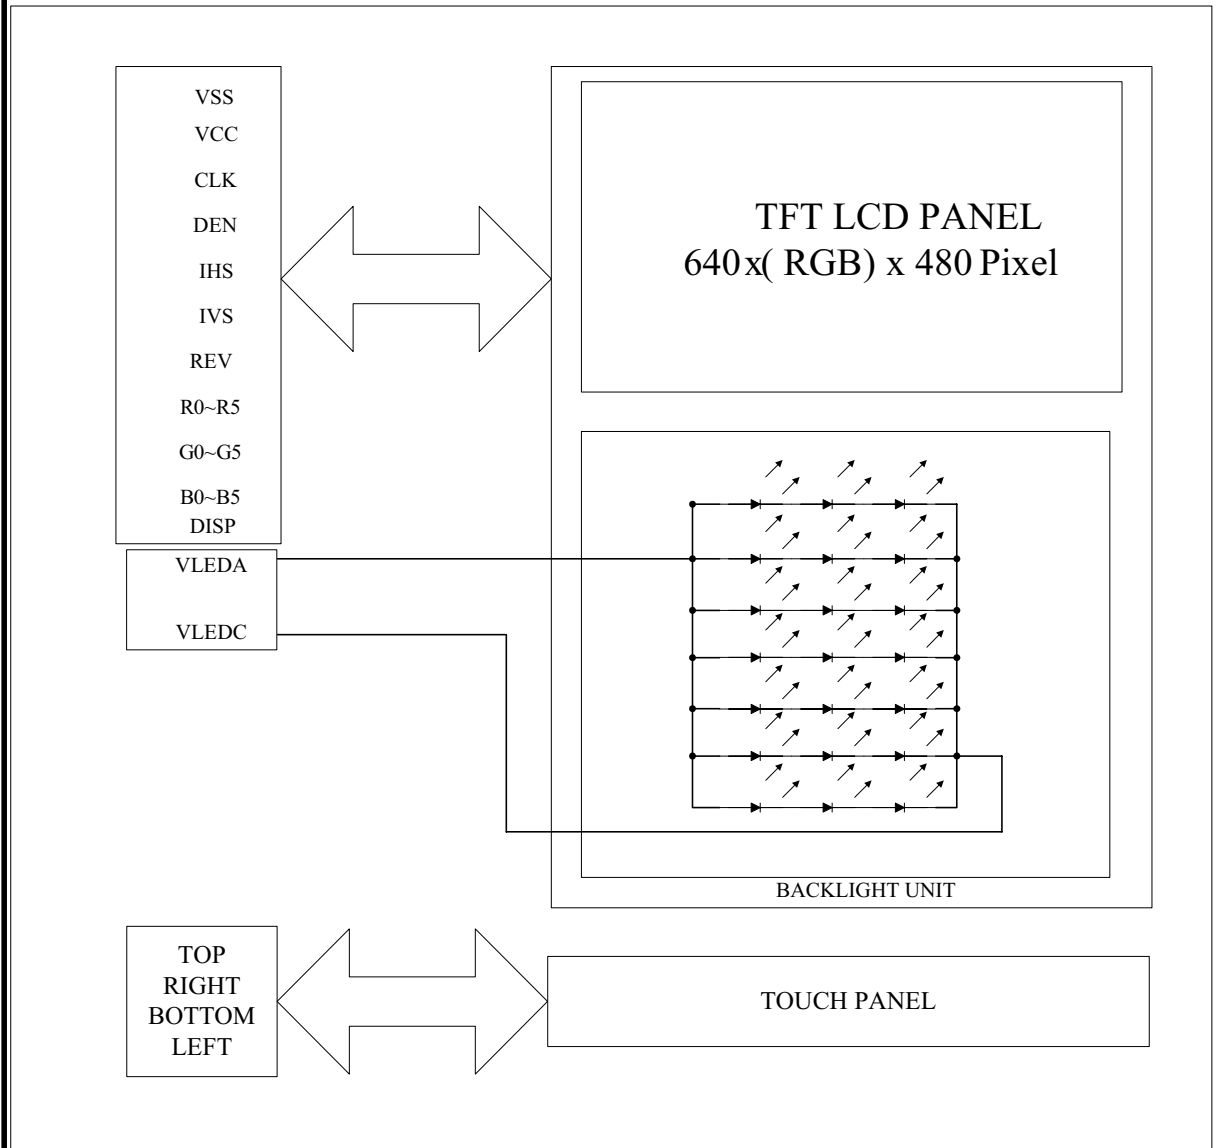 VSS
VCC
CLK
DEN
IHS
IVS
REV
R0~R5
G0~G5
B0~B5
DISP
VLEDA
VLEDC
TFT LCD PANEL
640x( RGB) x 480 Pixel
BACKLIGHT UNIT
TOP
RIGHT
BOTTOM
LEFT
TOUCH PANEL